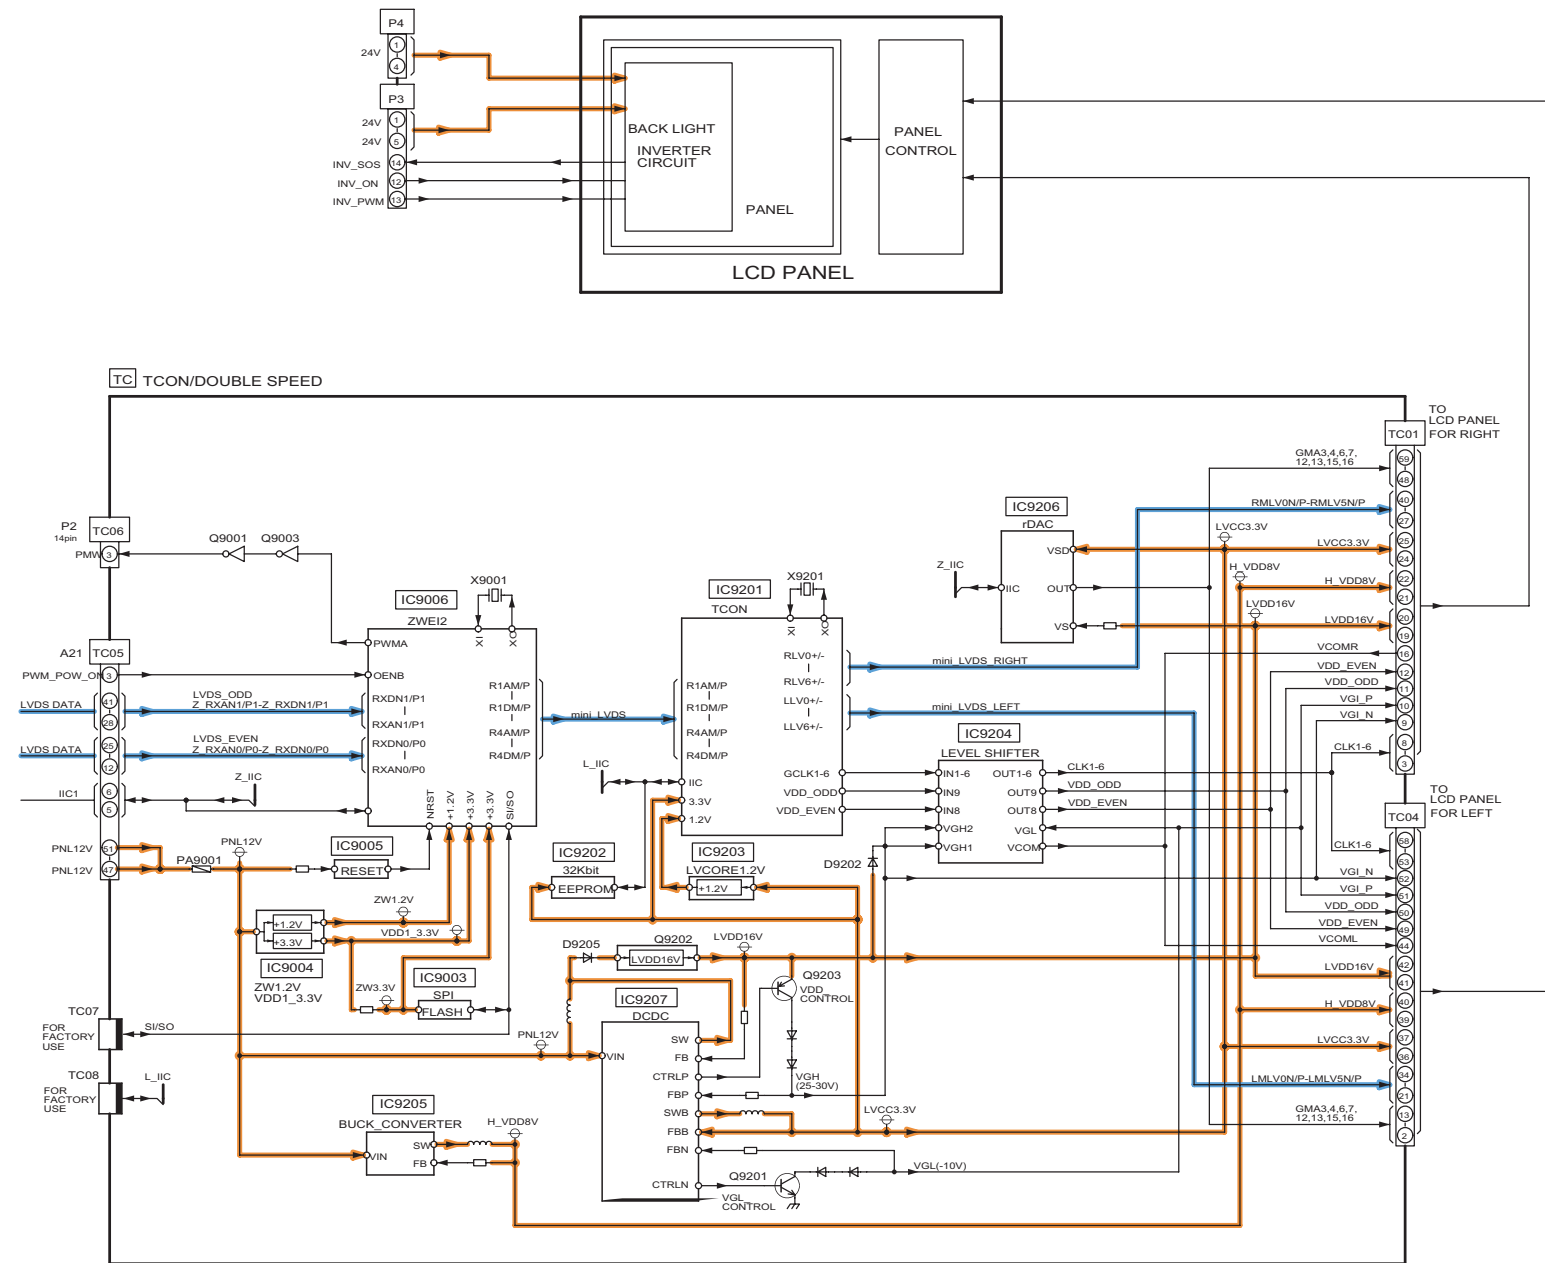 P4
1
24V
4
P3
1
24V
24V
5
INV_SOS
14
INV_ON
12
INV_PWM
13
BACK LIGHT
INVERTER
CIRCUIT
PANEL
PANEL
CONTROL
LCD PANEL
TC TCON/DOUBLE SPEED
TO
LCD PANEL
FOR RIGHT
TC01
GMA3,4,6,7,
12,13,15,16
59
48
RMLV0N/P-RMLV5N/P
40
27
LVCC3.3V
25
24
H_VDD8V
22
21
LVDD16V
20
19
VCOMR
16
VDD_EVEN
12
VDD_ODD
11
VGI_P
10
VGI_N
9
CLK1-6
8
3
P2
14pin
TC06
PMW
3
Q9001
Q9003
A21
TC05
PWM_POW_ON
3
LVDS DATA
41
28
LVDS_ODD
Z_RXAN1/P1-Z_RXDN1/P1
LVDS DATA
25
12
LVDS_EVEN
Z_RXAN0/P0-Z_RXDN0/P0
IIC1
6
5
Z_IIC
PNL12V
51
PNL12V
47
PA9001
PNL12V
IC9006
ZWEI2
X9001
XI
XO
PWMA
OENB
RXDN1/P1
RXAN1/P1
RXDN0/P0
RXAN0/P0
R1AM/P
R1DM/P
R4AM/P
R4DM/P
NRST
+1.2V
+3.3V
+3.3V
SI/SO
mini_LVDS
IC9005
RESET
IC9201
TCON
X9201
XI
XO
R1AM/P
R1DM/P
R4AM/P
R4DM/P
RLV0+/-
RLV6+/-
LLV0+/-
LLV6+/-
IIC
3.3V
1.2V
GCLK1-6
VDD_ODD
VDD_EVEN
L_IIC
mini_LVDS_RIGHT
mini_LVDS_LEFT
IC9206
rDAC
VSD
IIC
OUT
VS
Z_IIC
LVCC3.3V
H_VDD8V
LVDD16V
IC9204
LEVEL SHIFTER
IN1-6
IN9
IN8
VGH2
VGH1
OUT1-6
OUT9
OUT8
VGL
VCOM
CLK1-6
VDD_ODD
VDD_EVEN
IC9202
32Kbit
EEPROM
IC9203
LVCORE1.2V
+1.2V
D9202
+1.2V
+3.3V
IC9004
ZW1.2V
VDD1_3.3V
ZW1.2V
VDD1_3.3V
ZW3.3V
IC9003
SPI
FLASH
D9205
Q9202
LVDD16V
LVDD16V
Q9203
VDD_
CONTROL
IC9207
DCDC
PNL12V
VIN
SW
FB
CTRLP
FBP
SWB
FBB
FBN
CTRLN
VGH
(25-30V)
LVCC3.3V
Q9201
VGL_
CONTROL
VGL(-10V)
IC9205
BUCK_CONVERTER
VIN
SW
FB
H_VDD8V
TC07
FOR
FACTORY
USE
SI/SO
TC08
FOR
FACTORY
USE
L_IIC
TO
LCD PANEL
FOR LEFT
TC04
CLK1-6
58
53
VGI_N
52
VGI_P
51
VDD_ODD
50
VDD_EVEN
49
VCOML
44
LVDD16V
42
41
H_VDD8V
40
39
LVCC3.3V
37
36
LMLV0N/P-LMLV5N/P
34
21
GMA3,4,6,7,
12,13,15,16
13
2